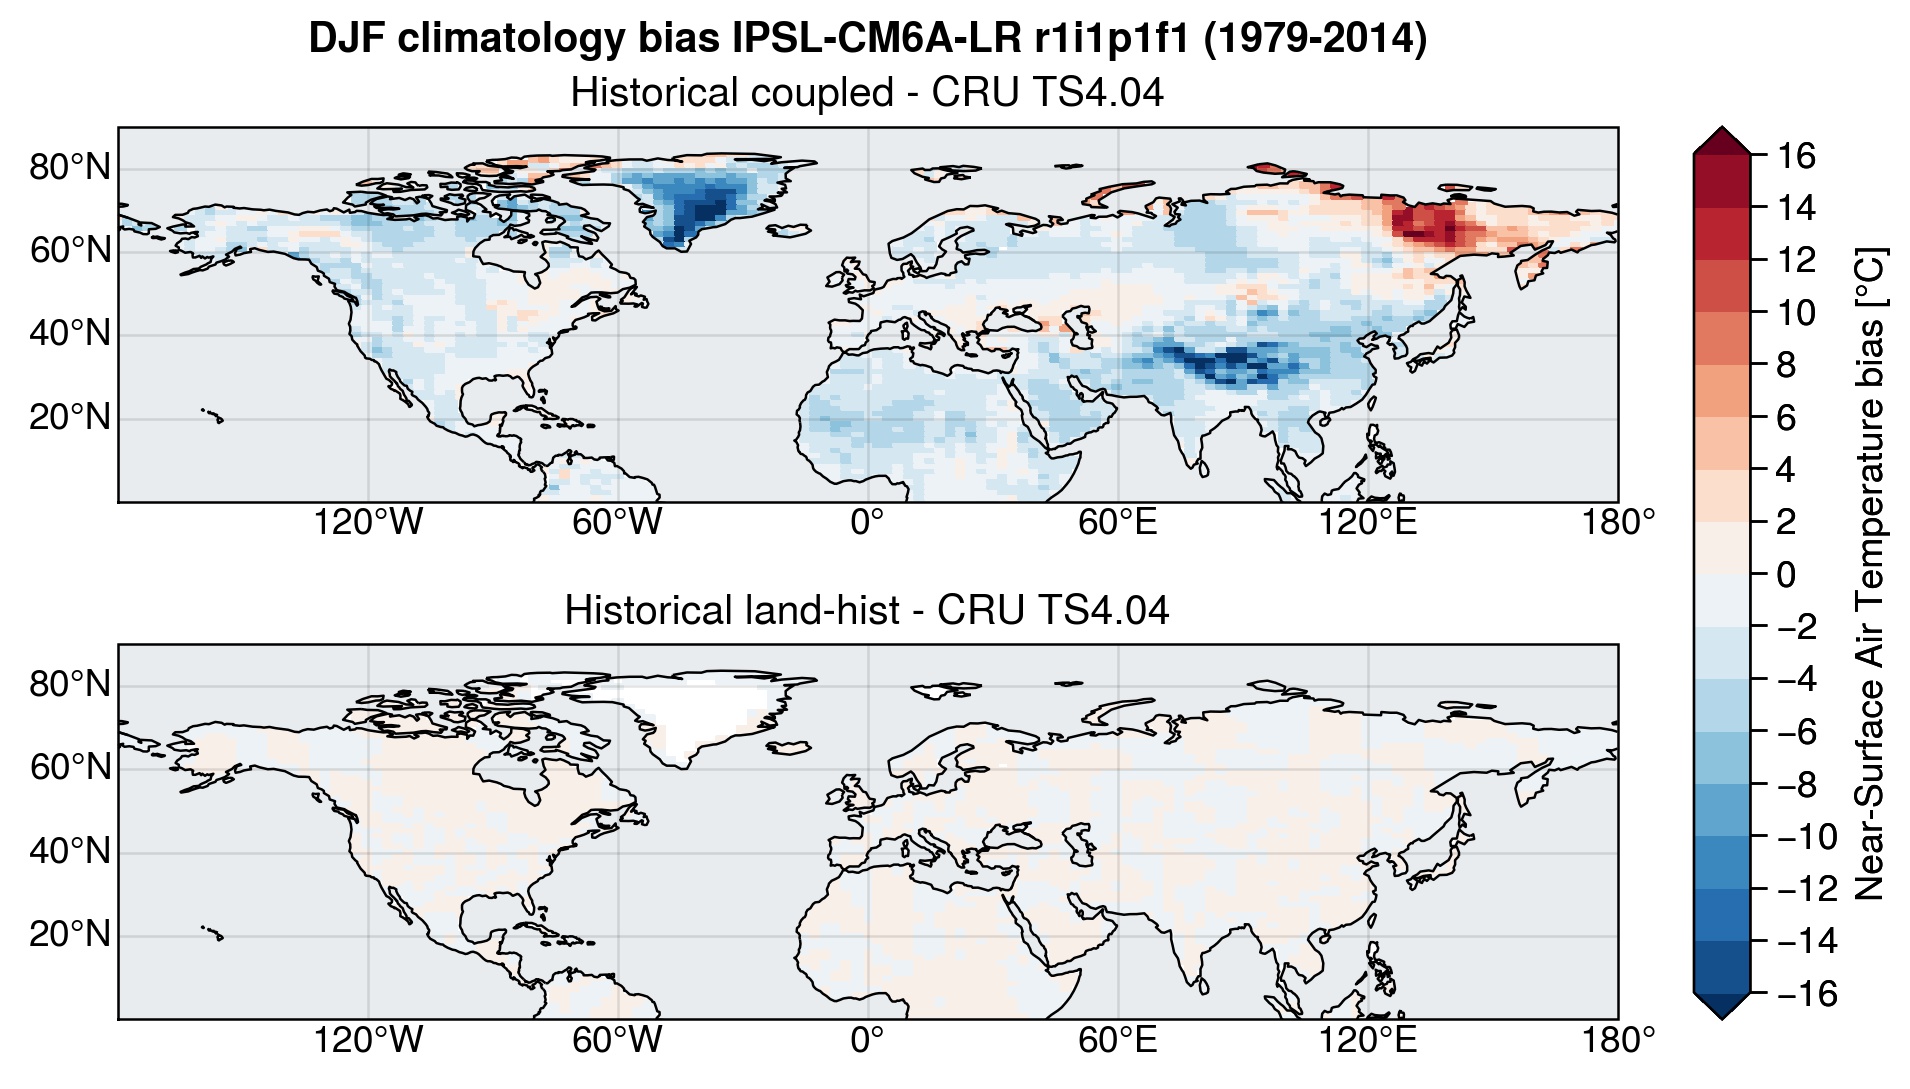 DJF climatology bias IPSL-CM6A-LR r1i1p1f1 (1979-2014)
Historical coupled - CRU TS4.04
80°N
60°N
40°N
20°N
120°W 60°W 0° 60°E 120°E 180°
Historical land-hist - CRU TS4.04
80°N
60°N
40°N
20°N
120°W 60°W 0° 60°E 120°E 180°
16
14
12
10
8
6
4
2
0
−2
−4
−6
−8
−10
−12
−14
−16
Near-Surface Air Temperature bias [°C]